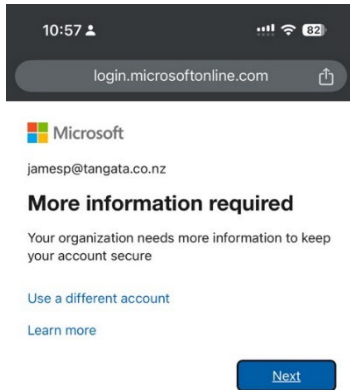 10:57
82
login.microsoftonline.com
Microsoft
jamesp@tangata.co.nz
More information required
Your organization needs more information to keep
your account secure
Use a different account
Learn more
Next